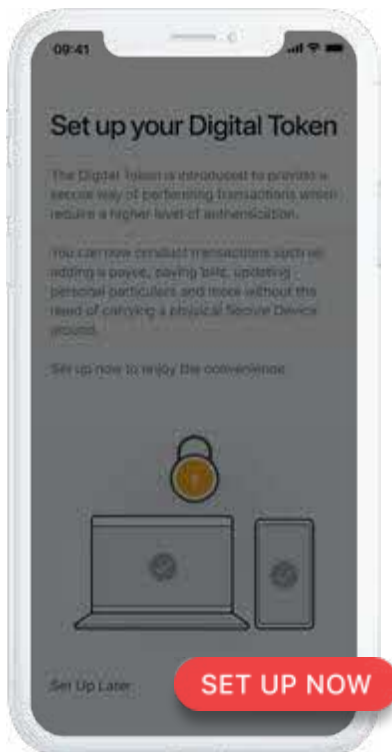 09:41
Set up your Digital Token
The Digital Token is introduced to provide a
secure way of performing transactions which
require a higher level of authentication.
You can now conduct transactions such as
adding a payee, paying bills, updating
personal particulars and more without the
need of carrying a physical Secure Device
around.
Set up now to enjoy the convenience.
Set Up Later
SET UP NOW